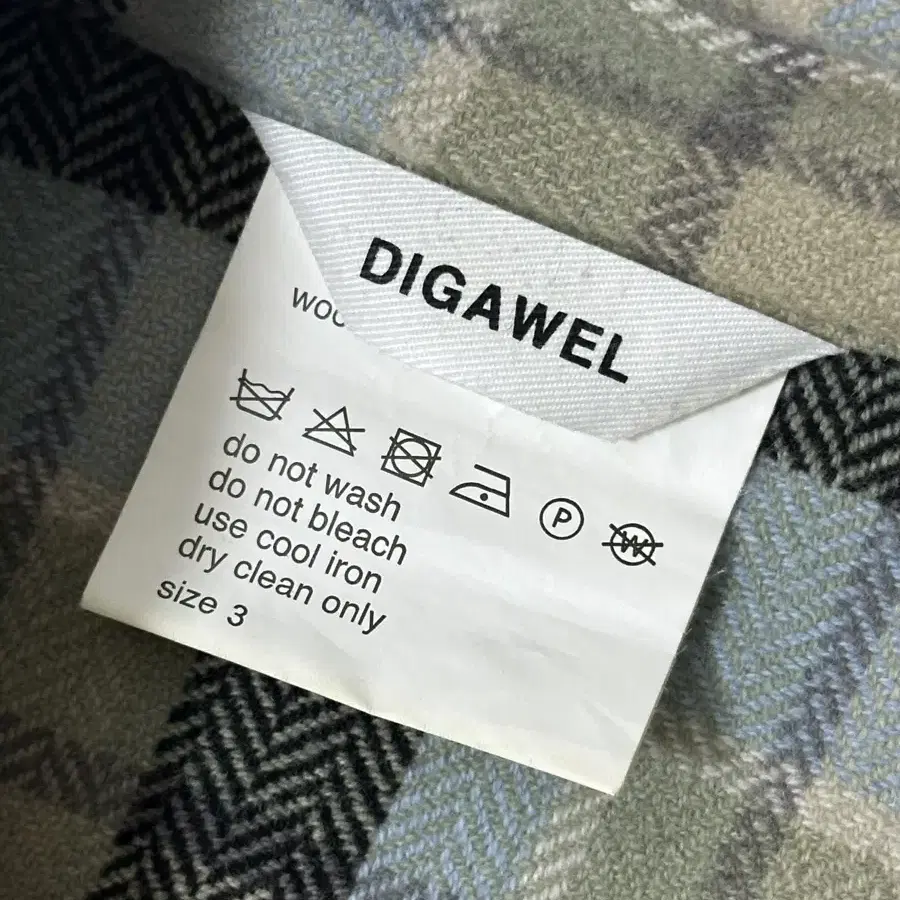 DIGAWEL
do not wash
do not bleach
use cool iron
dry clean only
size 3
P
W